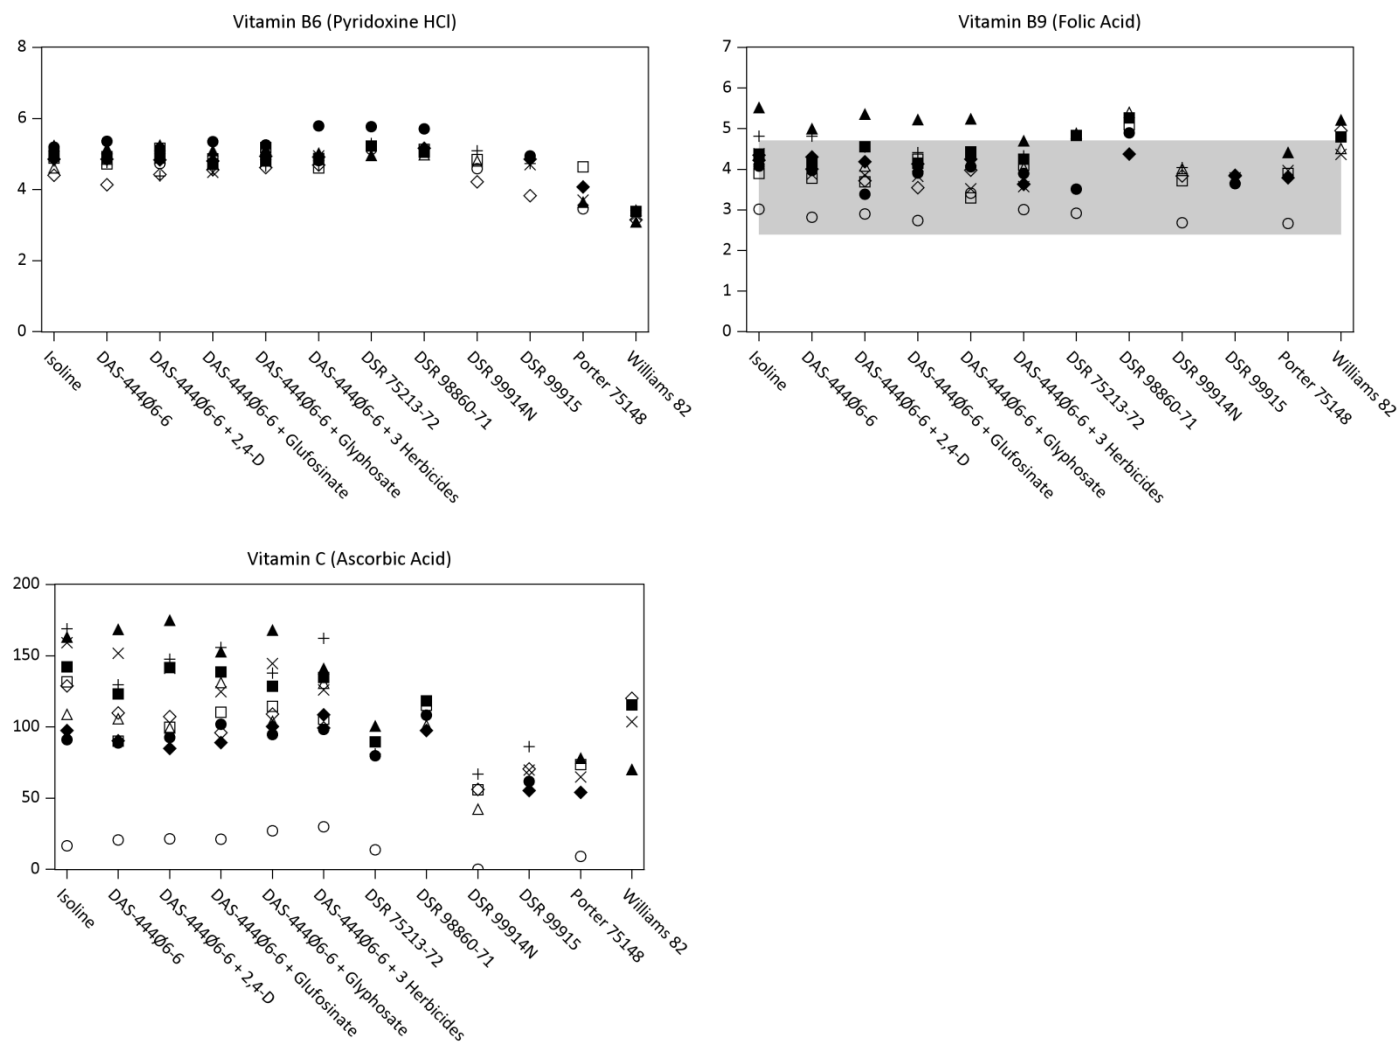 Vitamin B6 (Pyridoxine HCl)
8
6
4
2
0
Isoline
DAS-444Ø6-6
DAS-444Ø6-6 + 2,4-D
DAS-444Ø6-6 + Glufosinate
DAS-444Ø6-6 + Glyphosate
DAS-444Ø6-6 + 3 Herbicides
DSR 75213-72
DSR 98860-71
DSR 99914N
DSR 99915
Porter 75148
Williams 82
Vitamin B9 (Folic Acid)
7
6
5
4
3
2
1
0
Isoline
DAS-444Ø6-6
DAS-444Ø6-6 + 2,4-D
DAS-444Ø6-6 + Glufosinate
DAS-444Ø6-6 + Glyphosate
DAS-444Ø6-6 + 3 Herbicides
DSR 75213-72
DSR 98860-71
DSR 99914N
DSR 99915
Porter 75148
Williams 82
Vitamin C (Ascorbic Acid)
200
150
100
50
0
Isoline
DAS-444Ø6-6
DAS-444Ø6-6 + 2,4-D
DAS-444Ø6-6 + Glufosinate
DAS-444Ø6-6 + Glyphosate
DAS-444Ø6-6 + 3 Herbicides
DSR 75213-72
DSR 98860-71
DSR 99914N
DSR 99915
Porter 75148
Williams 82